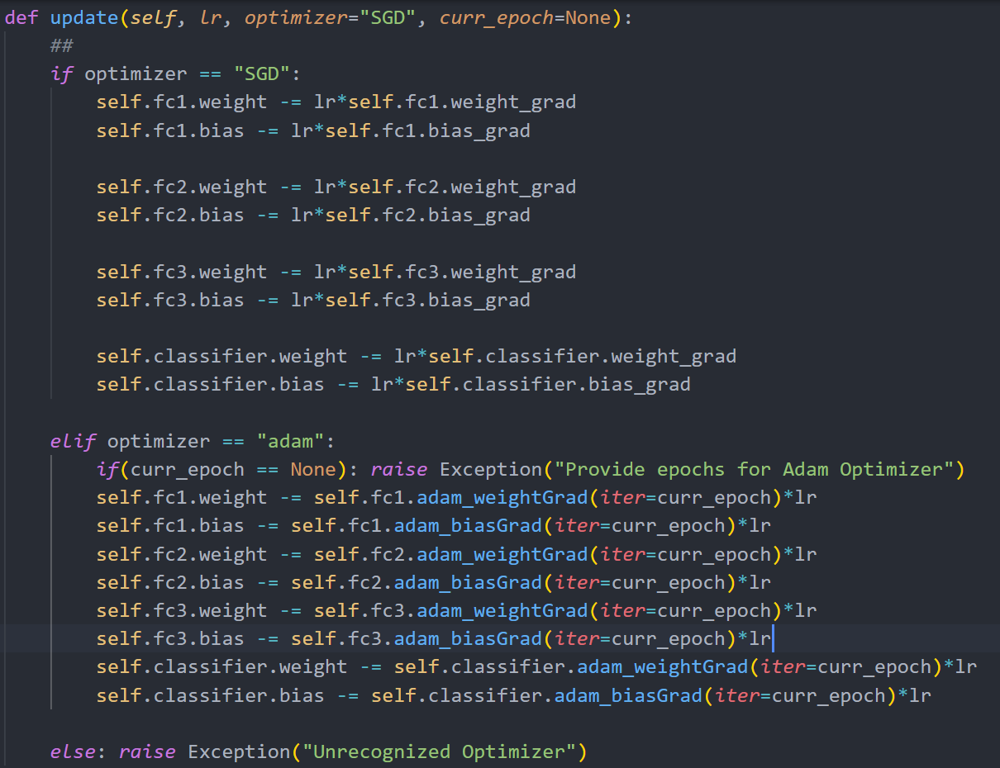 def update(self, lr, optimizer="SGD", curr_epoch=None):
    ##
    if optimizer == "SGD":
        self.fc1.weight -= lr*self.fc1.weight_grad
        self.fc1.bias -= lr*self.fc1.bias_grad

        self.fc2.weight -= lr*self.fc2.weight_grad
        self.fc2.bias -= lr*self.fc2.bias_grad

        self.fc3.weight -= lr*self.fc3.weight_grad
        self.fc3.bias -= lr*self.fc3.bias_grad

        self.classifier.weight -= lr*self.classifier.weight_grad
        self.classifier.bias -= lr*self.classifier.bias_grad

    elif optimizer == "adam":
        if(curr_epoch == None): raise Exception("Provide epochs for Adam Optimizer")
        self.fc1.weight -= self.fc1.adam_weightGrad(iter=curr_epoch)*lr
        self.fc1.bias -= self.fc1.adam_biasGrad(iter=curr_epoch)*lr
        self.fc2.weight -= self.fc2.adam_weightGrad(iter=curr_epoch)*lr
        self.fc2.bias -= self.fc2.adam_biasGrad(iter=curr_epoch)*lr
        self.fc3.weight -= self.fc3.adam_weightGrad(iter=curr_epoch)*lr
        self.fc3.bias -= self.fc3.adam_biasGrad(iter=curr_epoch)*lr
        self.classifier.weight -= self.classifier.adam_weightGrad(iter=curr_epoch)*lr
        self.classifier.bias -= self.classifier.adam_biasGrad(iter=curr_epoch)*lr

    else: raise Exception("Unrecognized Optimizer")